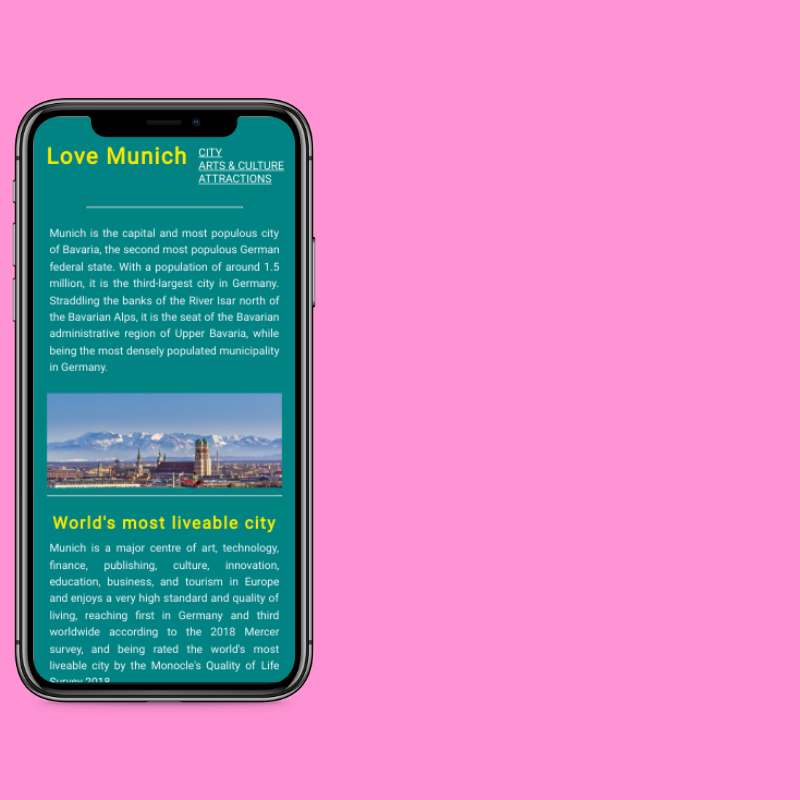 Love Munich
CITY
ARTS & CULTURE
ATTRACTIONS
Munich is the capital and most populous city
of Bavaria, the second most populous German
federal state. With a population of around 1.5
million, it is the third-largest city in Germany.
Straddling the banks of the River Isar north of
the Bavarian Alps, it is the seat of the Bavarian
administrative region of Upper Bavaria, while
being the most densely populated municipality
in Germany.
World's most liveable city
Munich is a major centre of art, technology,
finance, publishing, culture, innovation,
education, business, and tourism in Europe
and enjoys a very high standard and quality of
living, reaching first in Germany and third
worldwide according to the 2018 Mercer
survey, and being rated the world's most
liveable city by the Monocle's Quality of Life
Survey 2018.